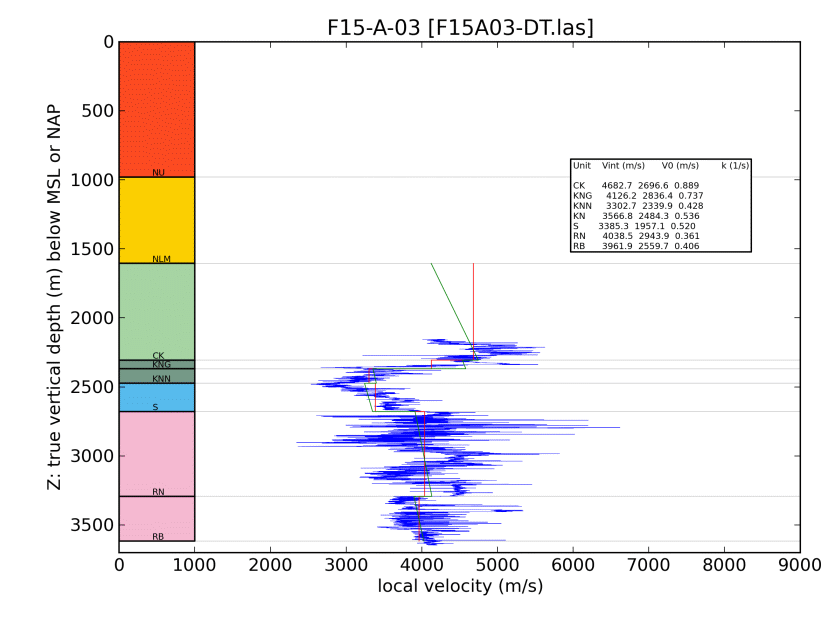 F15-A-03 [F15A03-DT.las]
0
500
1000
1500
2000
2500
3000
3500
Z: true vertical depth (m) below MSL or NAP
NU
NLM
CK
KNG
KNN
S
RN
RB
Unit Vint (m/s) V0 (m/s) k (1/s)
CK 4682.7 2696.6 0.889
KNG 4126.2 2836.4 0.737
KNN 3302.7 2339.9 0.428
KN 3566.8 2484.3 0.536
S 3385.3 1957.1 0.520
RN 4038.5 2943.9 0.361
RB 3961.9 2559.7 0.406
0 1000 2000 3000 4000 5000 6000 7000 8000 9000
local velocity (m/s)